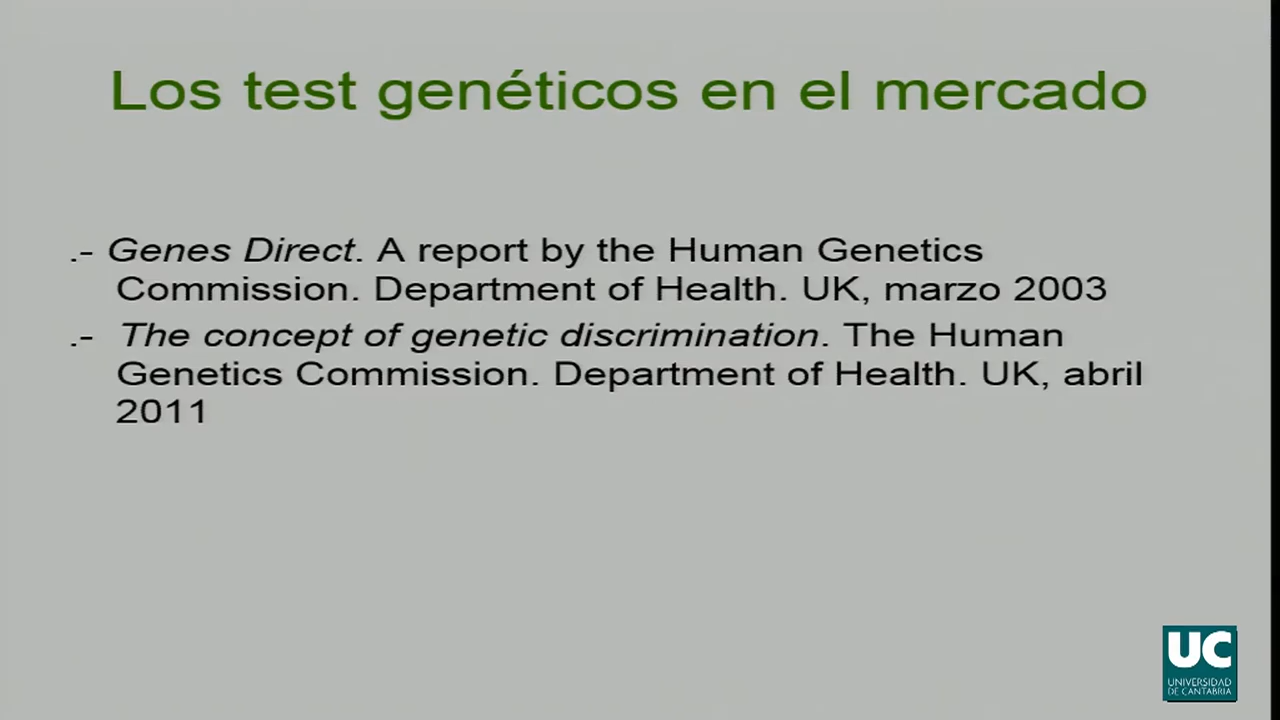 Los test genéticos en el mercado
.- Genes Direct. A report by the Human Genetics
Commission. Department of Health. UK, marzo 2003
.- The concept of genetic discrimination. The Human
Genetics Commission. Department of Health. UK, abril
2011
UC
UNIVERSIDAD
DE CANTABRIA